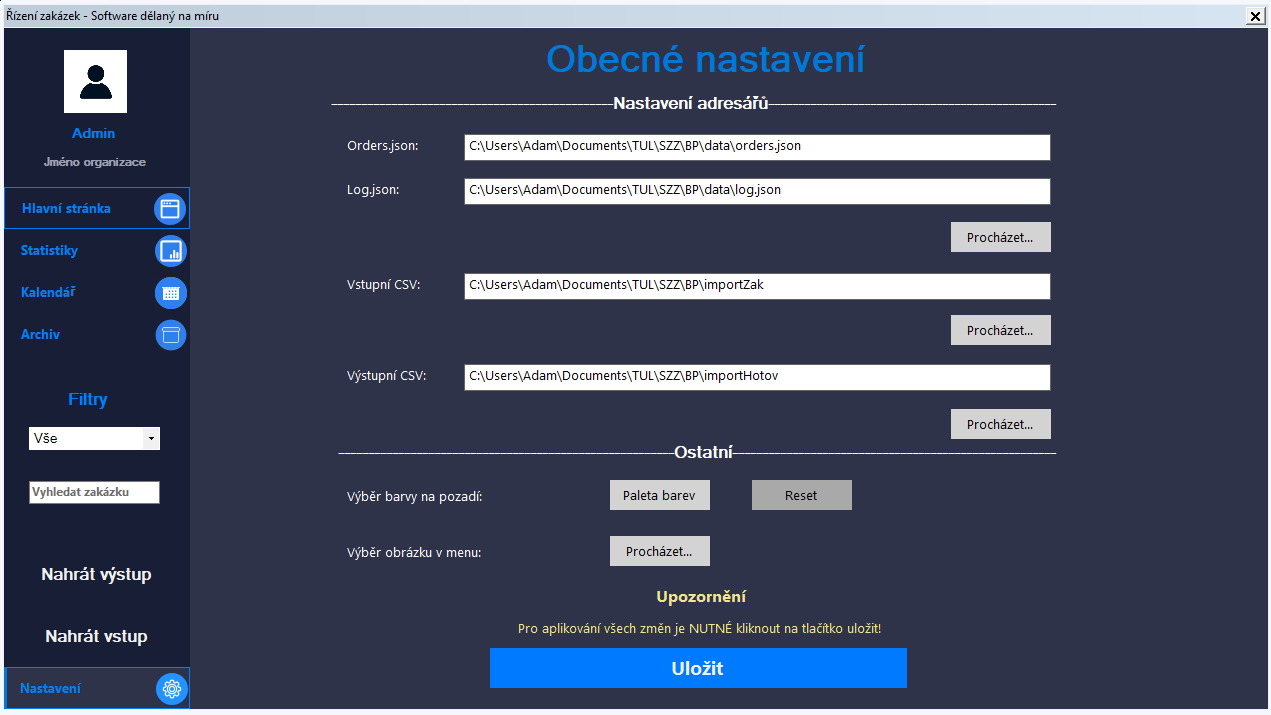 Řízení zakázek - Software dělaný na míru
Admin
Jméno organizace
Hlavní stránka
Statistiky
Kalendář
Archiv
Filtry
Vše
Vyhledat zakázku
Nahrát výstup
Nahrát vstup
Nastavení
Obecné nastavení
Nastavení adresářů
Orders.json: C:\Users\Adam\Documents\TUL\SZZ\BP\data\orders.json
Log.json: C:\Users\Adam\Documents\TUL\SZZ\BP\data\log.json
Procházet...
Vstupní CSV: C:\Users\Adam\Documents\TUL\SZZ\BP\importZak
Procházet...
Výstupní CSV: C:\Users\Adam\Documents\TUL\SZZ\BP\importHotov
Procházet...
Ostatní
Výběr barvy na pozadí: Paleta barev Reset
Výběr obrázku v menu: Procházet...
Upozornění
Pro aplikování všech změn je NUTNÉ kliknout na tlačítko uložit!
Uložit